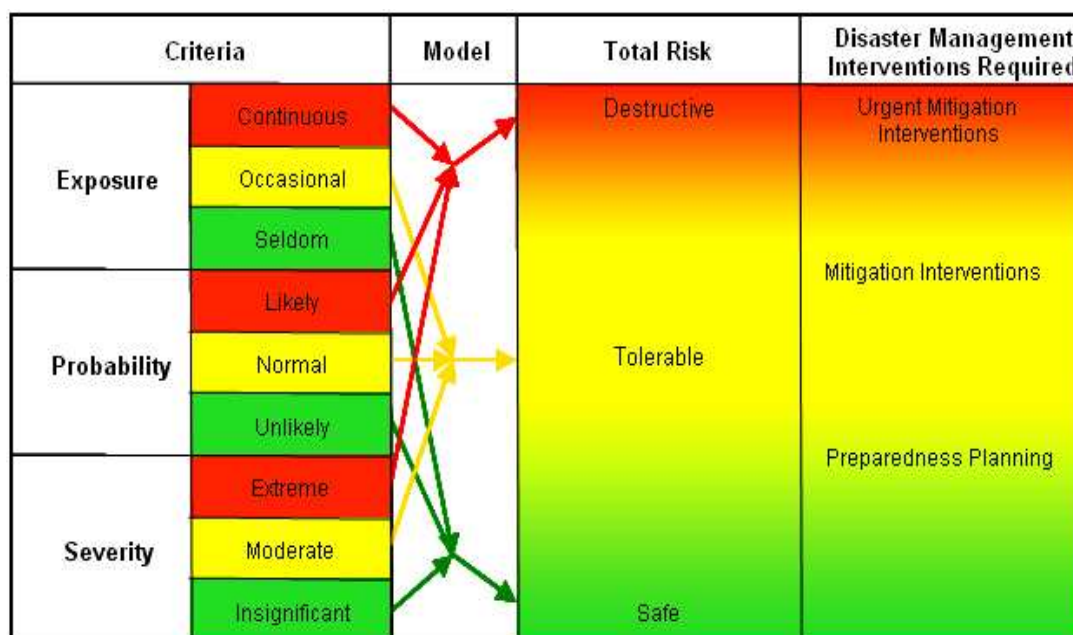 Criteria
Model
Total Risk
Disaster Management
Interventions Required
Exposure
Continuous
Occasional
Seldom
Probability
Likely
Normal
Unlikely
Severity
Extreme
Moderate
Insignificant
Destructive
Tolerable
Safe
Urgent Mitigation
Interventions
Mitigation Interventions
Preparedness Planning